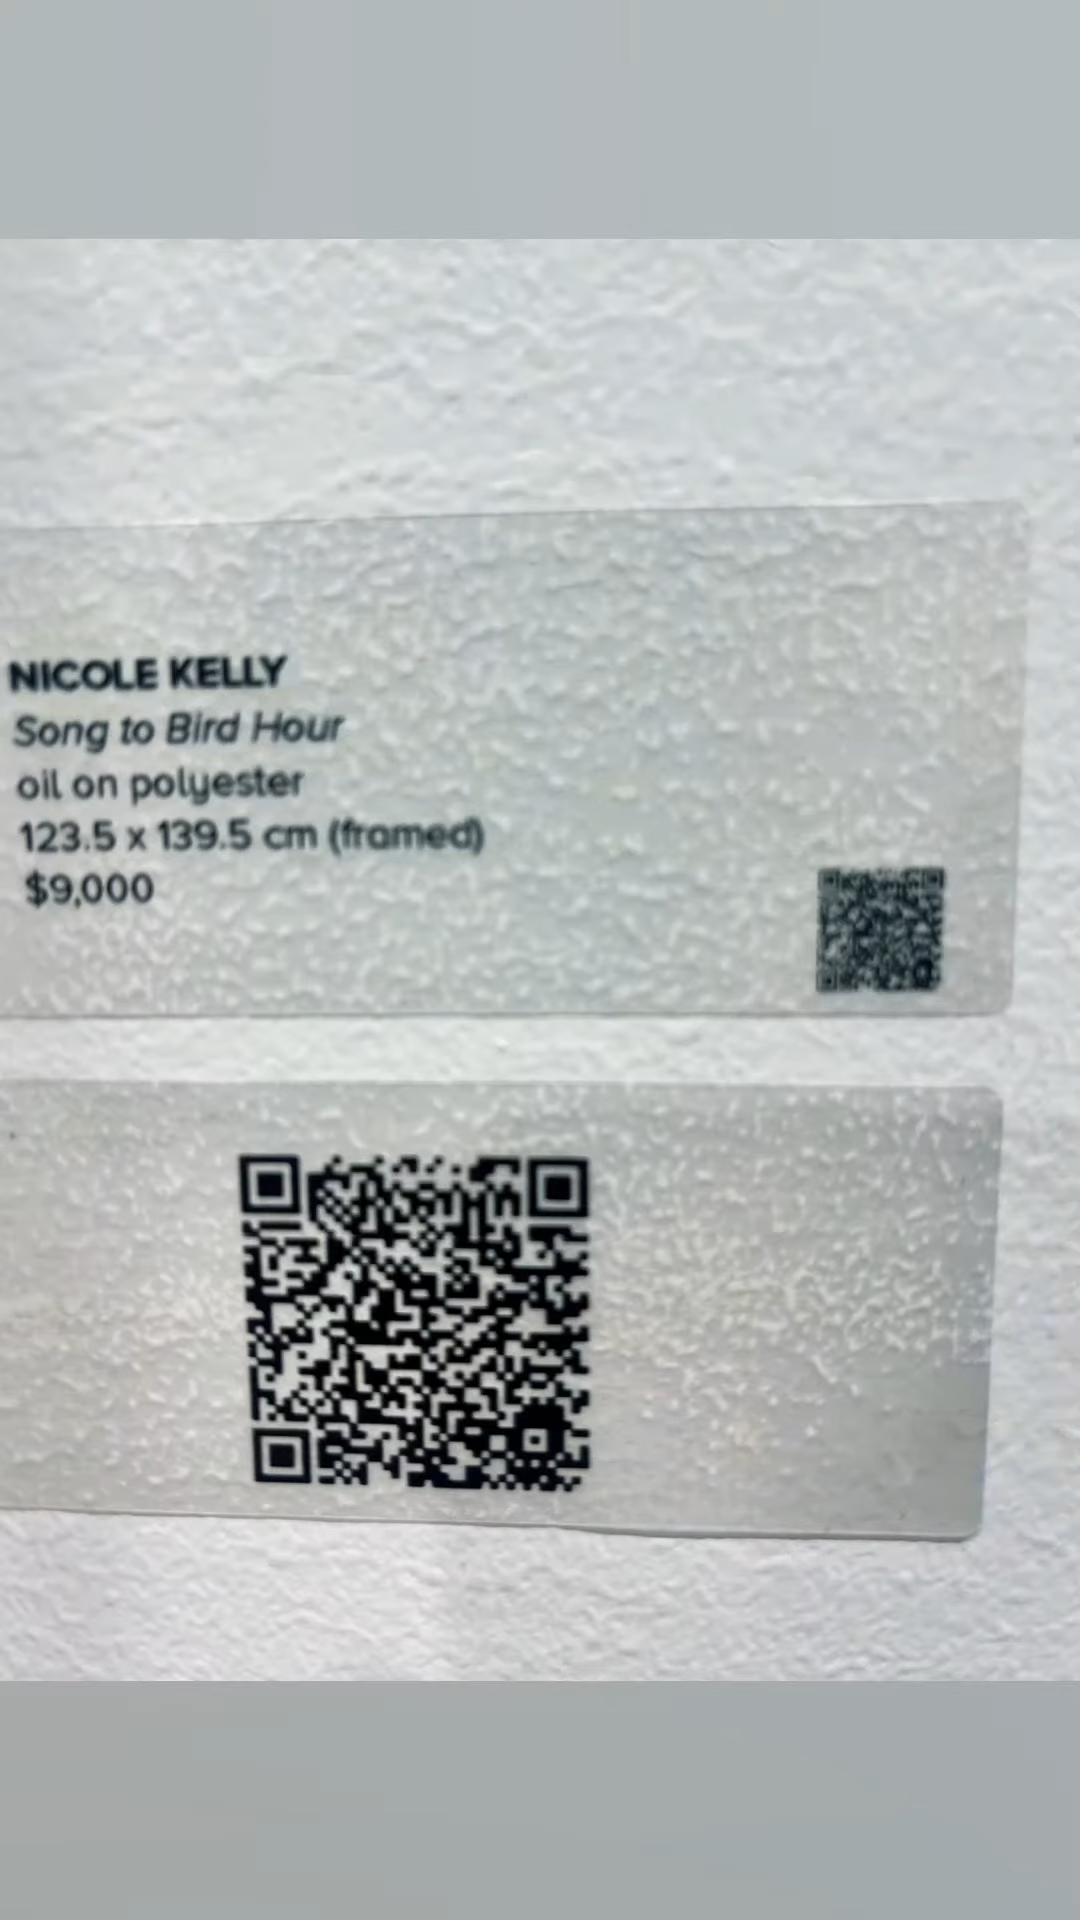 NICOLE KELLY
Song to Bird Hour
oil on polyester
123.5 x 139.5 cm (framed)
$9,000